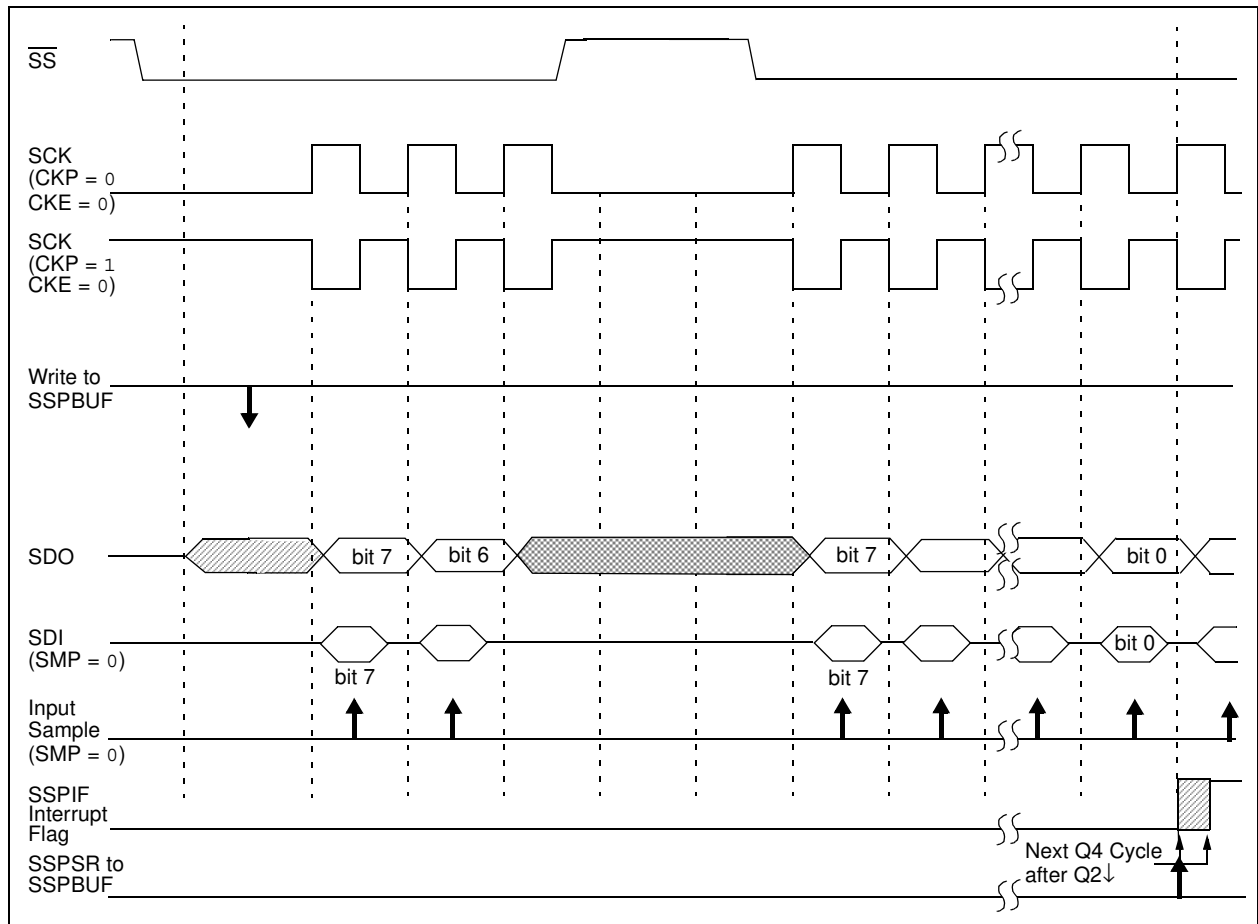 SS
SCK
(CKP = 0
CKE = 0)
SCK
(CKP = 1
CKE = 0)
Write to
SSPBUF
SDO
bit 7
bit 6
bit 7
bit 0
SDI
(SMP = 0)
bit 0
bit 7
bit 7
Input
Sample
(SMP = 0)
SSPIF
Interrupt
Flag
SSPSR to
SSPBUF
Next Q4 Cycle
after Q2↓